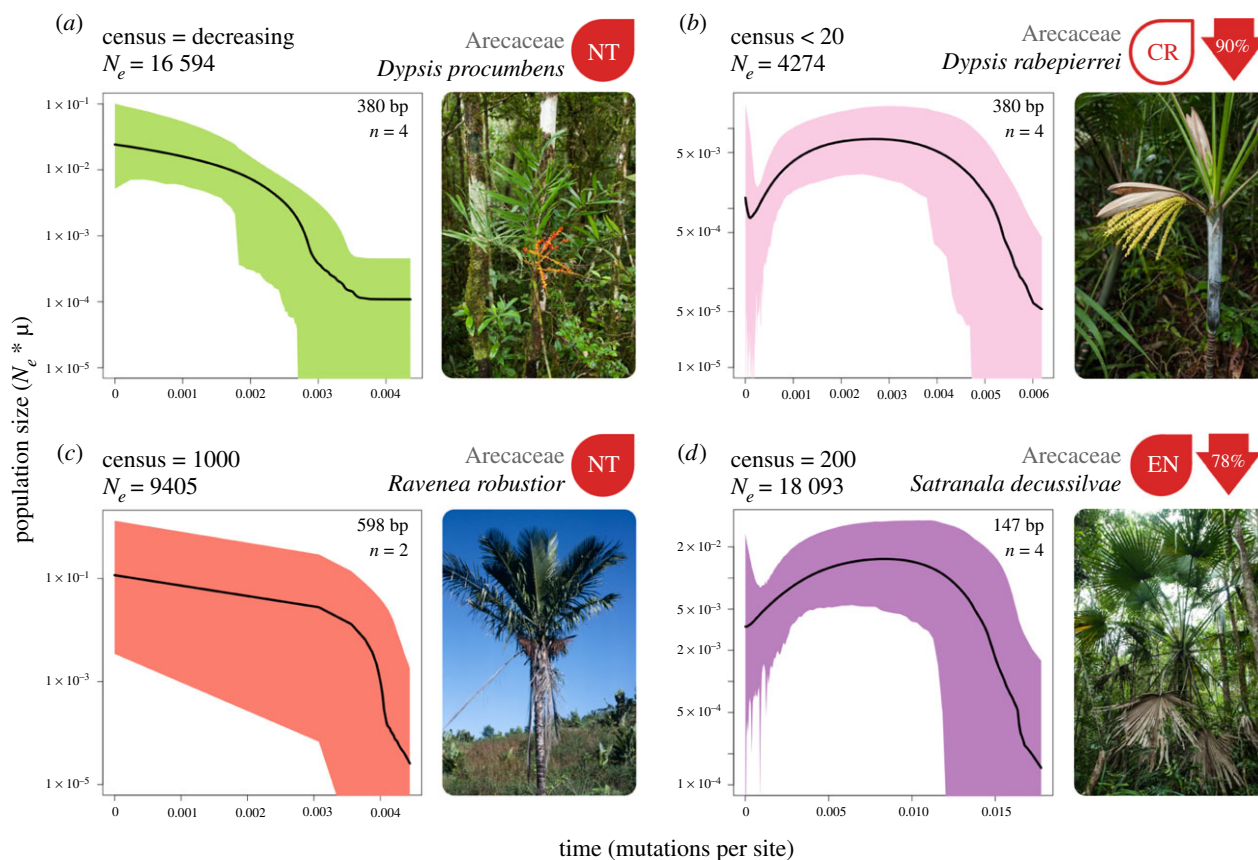 (a)
census = decreasing
Nₑ = 16 594
Arecaceae
Dypsis procumbens
NT
380 bp
n = 4
1 × 10⁻¹
1 × 10⁻²
1 × 10⁻³
1 × 10⁻⁴
1 × 10⁻⁵
0 0.001 0.002 0.003 0.004
(b)
census < 20
Nₑ = 4274
Arecaceae
Dypsis rabepierrei
CR
90%
380 bp
n = 4
5 × 10⁻³
5 × 10⁻⁴
5 × 10⁻⁵
1 × 10⁻⁵
0 0.001 0.002 0.003 0.004 0.005 0.006
population size (Nₑ * μ)
(c)
census = 1000
Nₑ = 9405
Arecaceae
Ravenea robustior
NT
598 bp
n = 2
1 × 10⁻¹
1 × 10⁻³
1 × 10⁻⁵
0 0.001 0.002 0.003 0.004
(d)
census = 200
Nₑ = 18 093
Arecaceae
Satranala decussilvae
EN
78%
147 bp
n = 4
2 × 10⁻²
5 × 10⁻³
2 × 10⁻³
5 × 10⁻⁴
1 × 10⁻⁴
0 0.005 0.010 0.015
time (mutations per site)